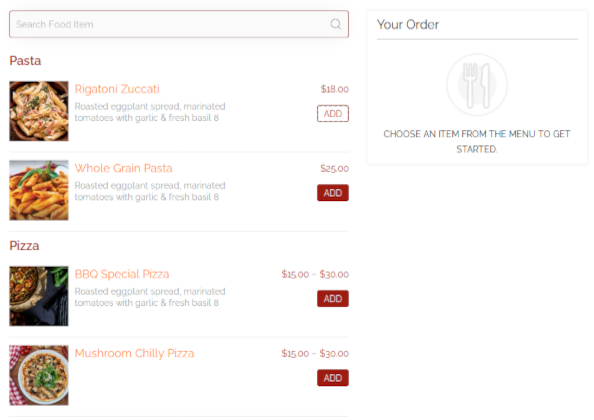 Search Food Item
Pasta
Rigatoni Zuccati
$18.00
Roasted eggplant spread, marinated
tomatoes with garlic & fresh basil 8
ADD
Whole Grain Pasta
$25.00
Roasted eggplant spread, marinated
tomatoes with garlic & fresh basil 8
ADD
Pizza
BBQ Special Pizza
$15.00 – $30.00
Roasted eggplant spread, marinated
tomatoes with garlic & fresh basil 8
ADD
Mushroom Chilly Pizza
$15.00 – $30.00
ADD
Your Order
CHOOSE AN ITEM FROM THE MENU TO GET
STARTED.